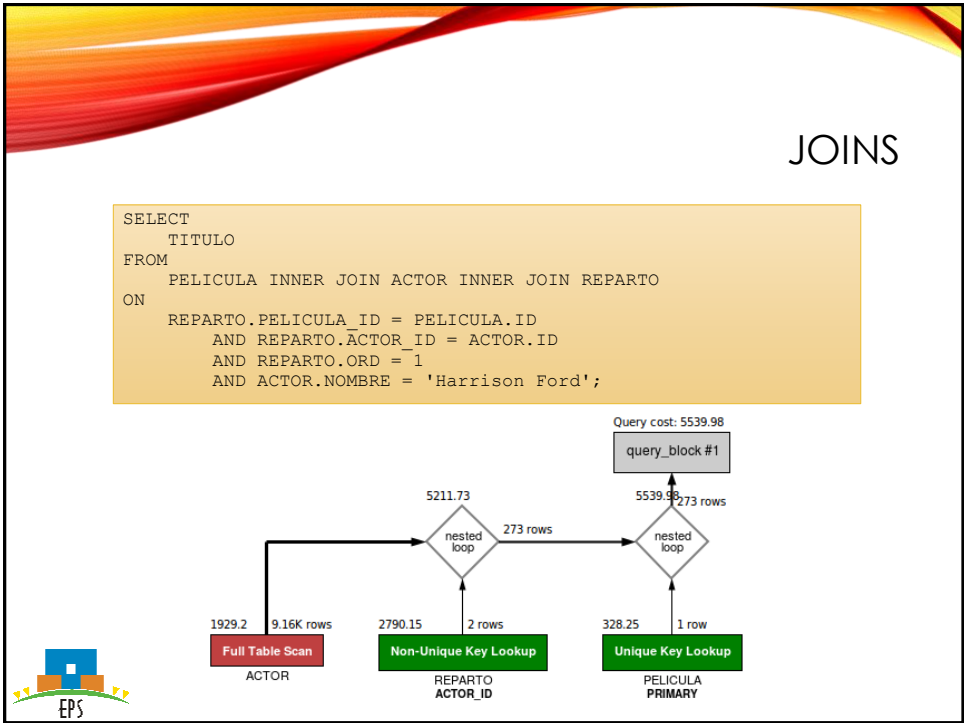 JOINS
SELECT
TITULO
FROM
PELICULA INNER JOIN ACTOR INNER JOIN REPARTO
ON
REPARTO.PELICULA_ID = PELICULA.ID
AND REPARTO.ACTOR_ID = ACTOR.ID
AND REPARTO.ORD = 1
AND ACTOR.NOMBRE = 'Harrison Ford';
Query cost: 5539.98
query_block #1
5211.73
5539.98
273 rows
nested
loop
273 rows
nested
loop
1929.2
9.16K rows
2790.15
2 rows
328.25
1 row
Full Table Scan
Non-Unique Key Lookup
Unique Key Lookup
ACTOR
REPARTO
ACTOR_ID
PELICULA
PRIMARY
EPS